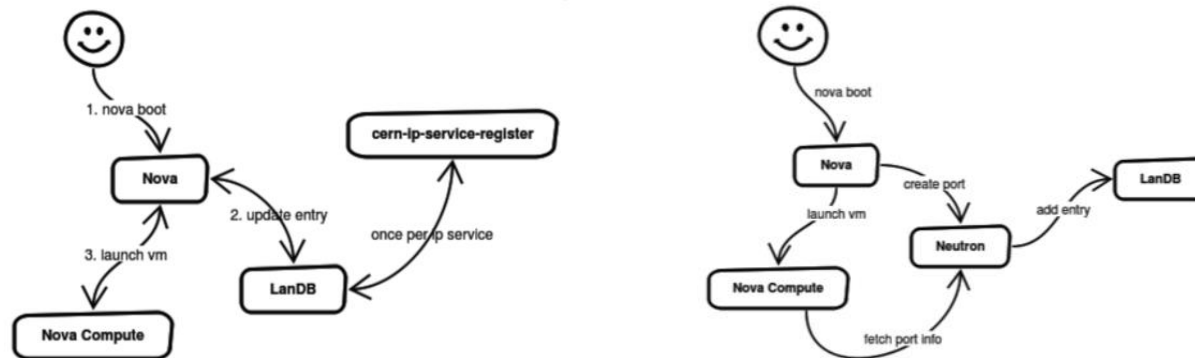 1. nova boot
cern-ip-service-register
Nova
2. update entry
once per ip service
3. launch vm
LanDB
Nova Compute
nova boot
Nova
create port
LanDB
launch vm
add entry
Neutron
Nova Compute
fetch port info